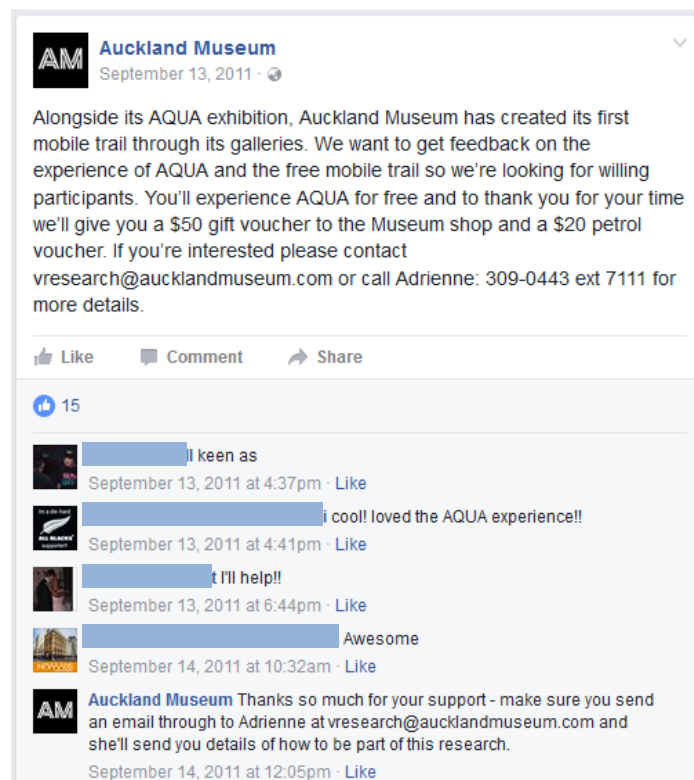 AM
Auckland Museum
September 13, 2011 ·
Alongside its AQUA exhibition, Auckland Museum has created its first
mobile trail through its galleries. We want to get feedback on the
experience of AQUA and the free mobile trail so we're looking for willing
participants. You'll experience AQUA for free and to thank you for your time
we'll give you a $50 gift voucher to the Museum shop and a $20 petrol
voucher. If you're interested please contact
vresearch@aucklandmuseum.com or call Adrienne: 309-0443 ext 7111 for
more details.
Like Comment Share
15
ll keen as
September 13, 2011 at 4:37pm · Like
i cool! loved the AQUA experience!!
September 13, 2011 at 4:41pm · Like
im a die-hard
ALL BLACKS
supporter!!
t I'll help!!
September 13, 2011 at 6:44pm · Like
Awesome
September 14, 2011 at 10:32am · Like
NOMADS
AM
Auckland Museum Thanks so much for your support - make sure you send
an email through to Adrienne at vresearch@aucklandmuseum.com and
she'll send you details of how to be part of this research.
September 14, 2011 at 12:05pm · Like